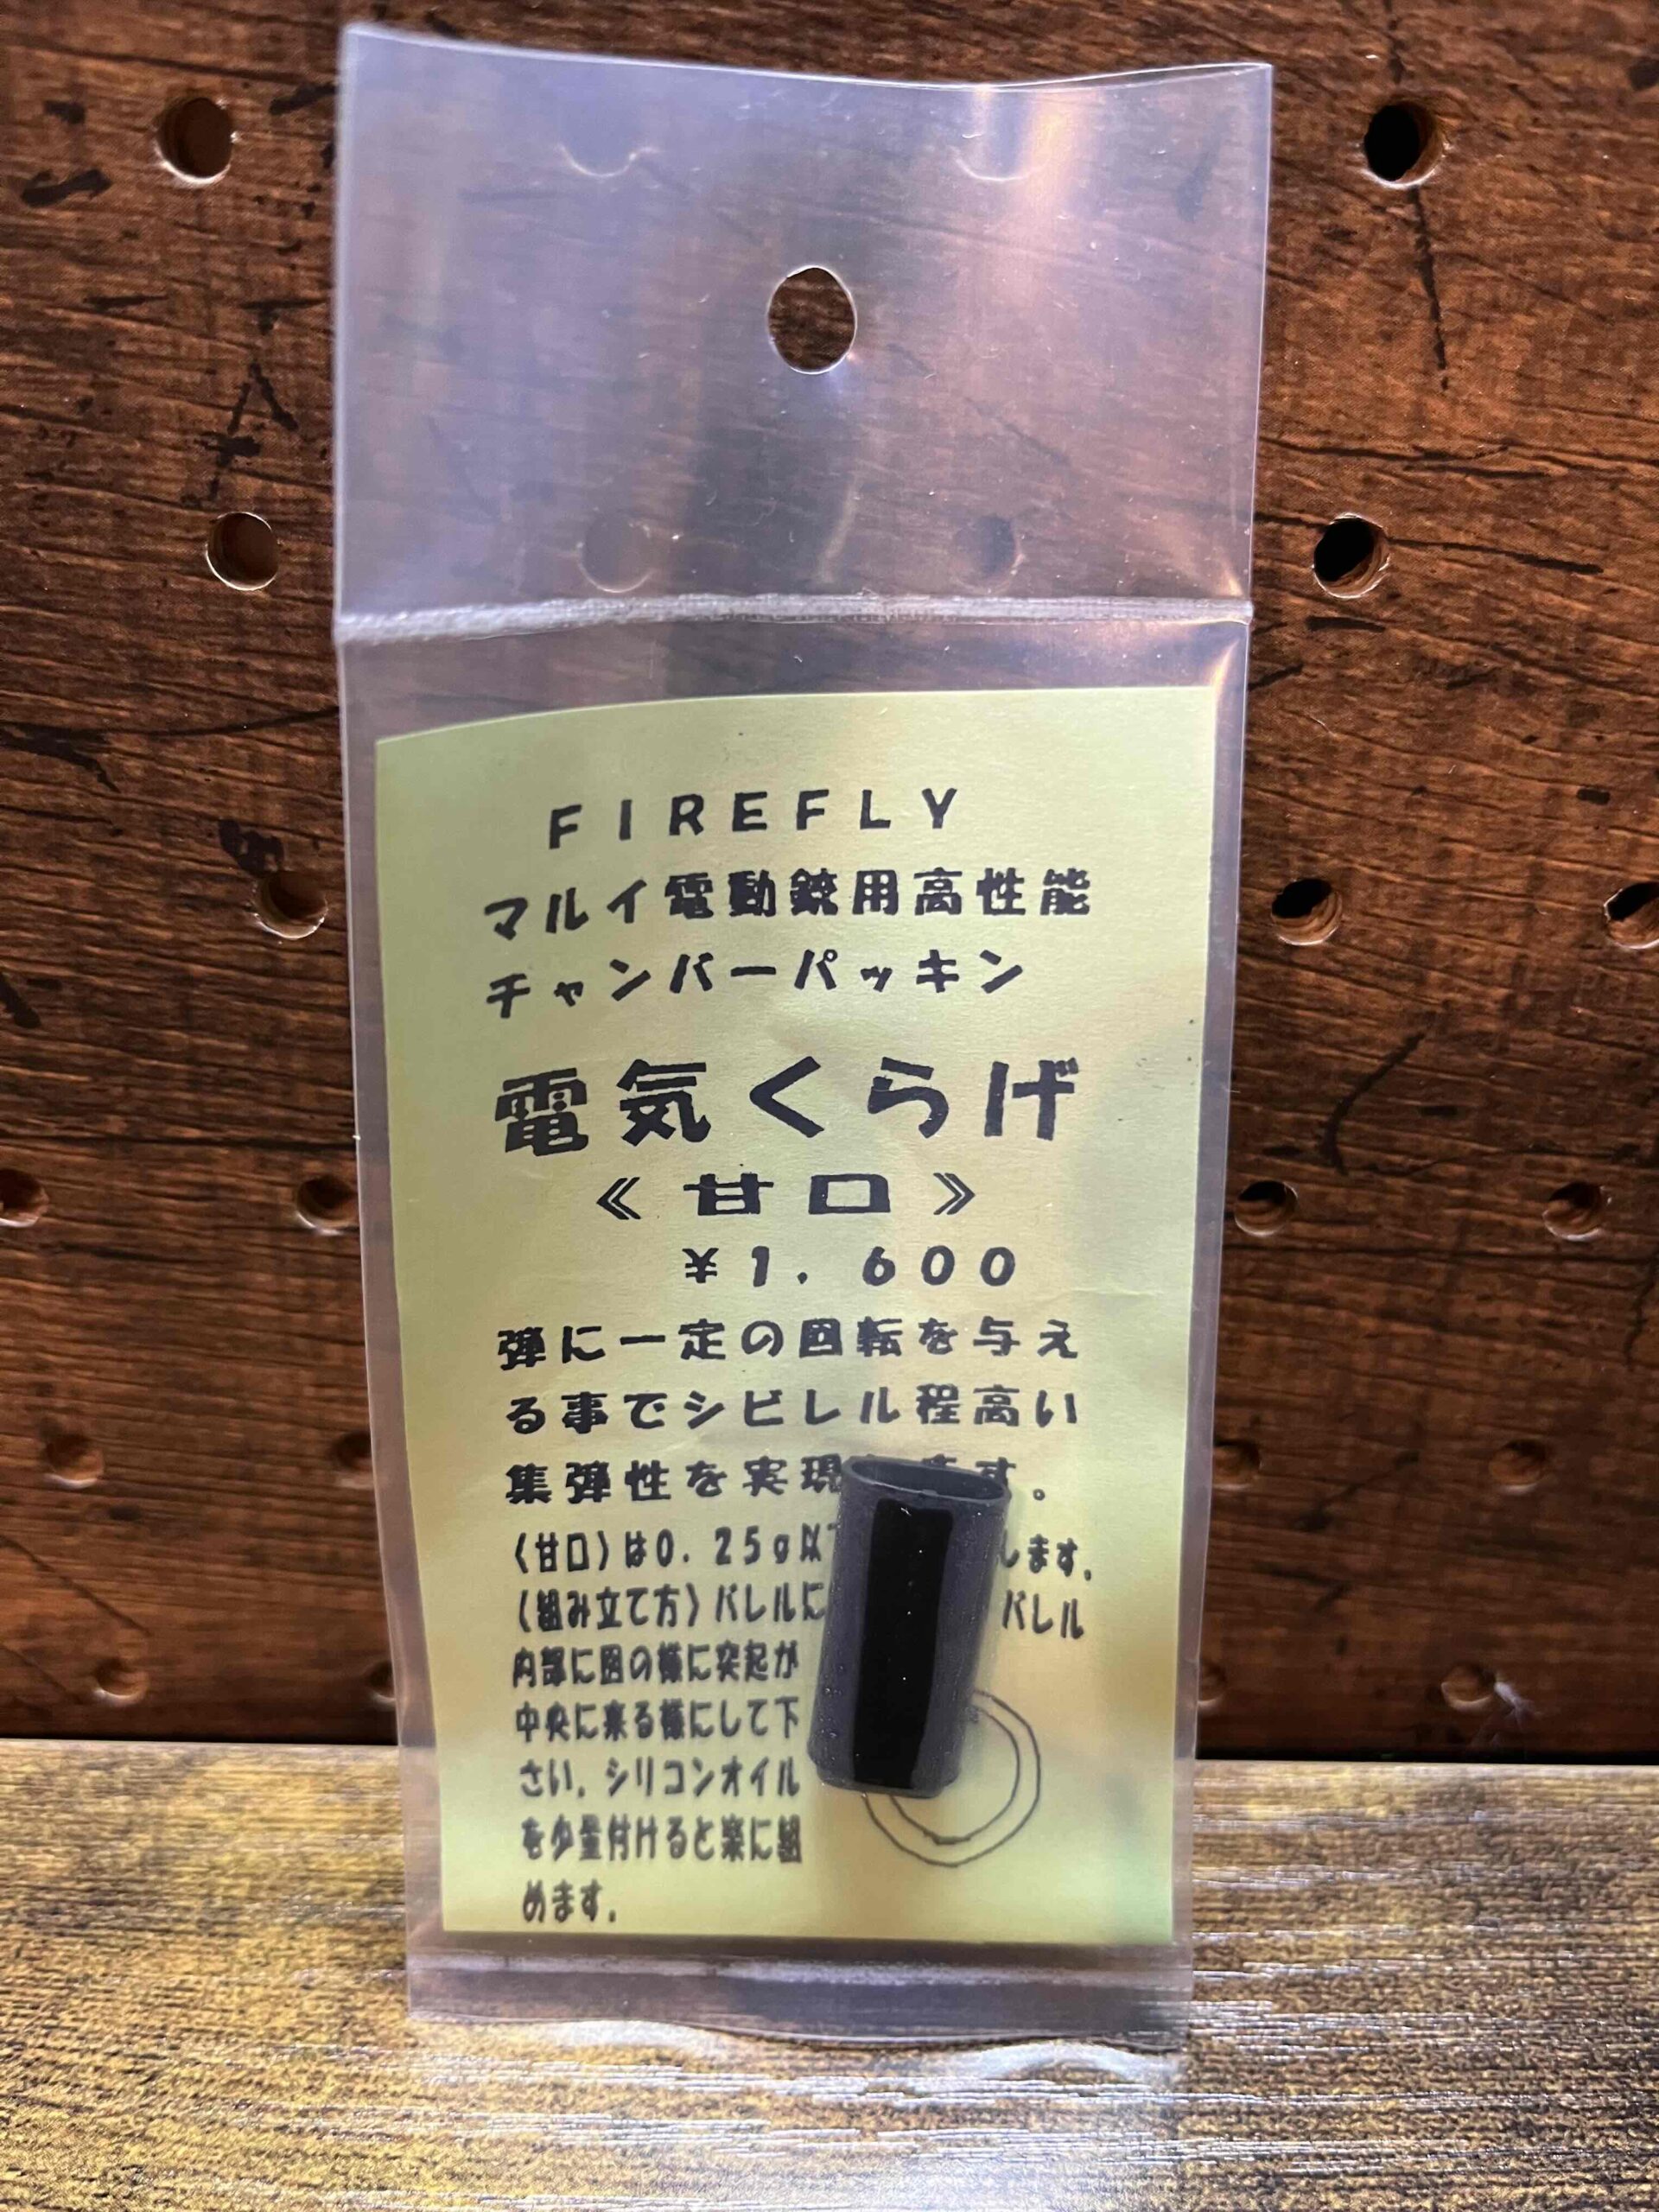 FIREFLY
マルイ電動銃用高性能
チャンバーパッキン
電気くらげ
《甘口》
¥1.600
弾に一定の回転を与え
る事でシビレル程高い
集弾性を実現 ます。
(甘口)は0.25g以 します.
(組み立て方)バレルに バレル
内部に図の様に突起が
中央に来る様にして下
さい.シリコンオイル
を少量付けると楽に組
めます.